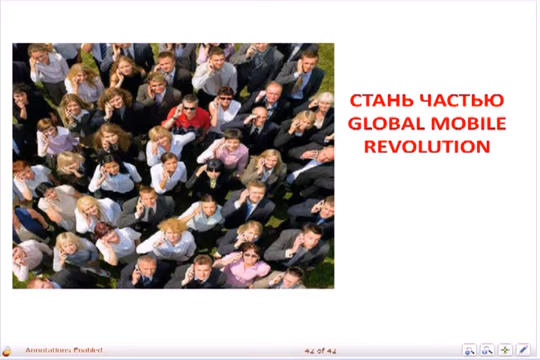 СТАНЬ ЧАСТЬЮ
GLOBAL MOBILE
REVOLUTION
Annotations Enabled
42 of 42